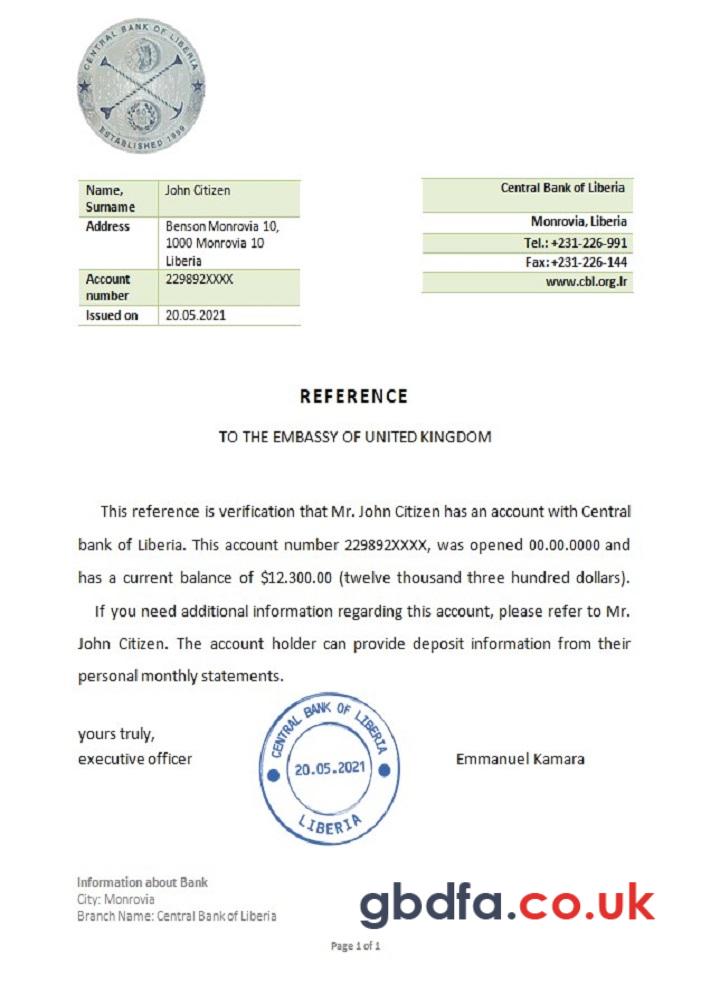 CENTRAL BANK OF LIBERIA
ESTABLISHED 1999
Name, Surname
John Citizen
Address
Benson Monrovia 10,
1000 Monrovia 10
Liberia
Account number
229892XXXX
Issued on
20.05.2021
Central Bank of Liberia
Monrovia, Liberia
Tel.: +231-226-991
Fax: +231-226-144
www.cbl.org.lr
REFERENCE
TO THE EMBASSY OF UNITED KINGDOM
This reference is verification that Mr. John Citizen has an account with Central
bank of Liberia. This account number 229892XXXX, was opened 00.00.0000 and
has a current balance of $12.300.00 (twelve thousand three hundred dollars).
If you need additional information regarding this account, please refer to Mr.
John Citizen. The account holder can provide deposit information from their
personal monthly statements.
yours truly,
executive officer
CENTRAL BANK OF LIBERIA
20.05.2021
LIBERIA
Emmanuel Kamara
Information about Bank
City: Monrovia
Branch Name: Central Bank of Liberia
gbdfa.co.uk
Page 1 of 1